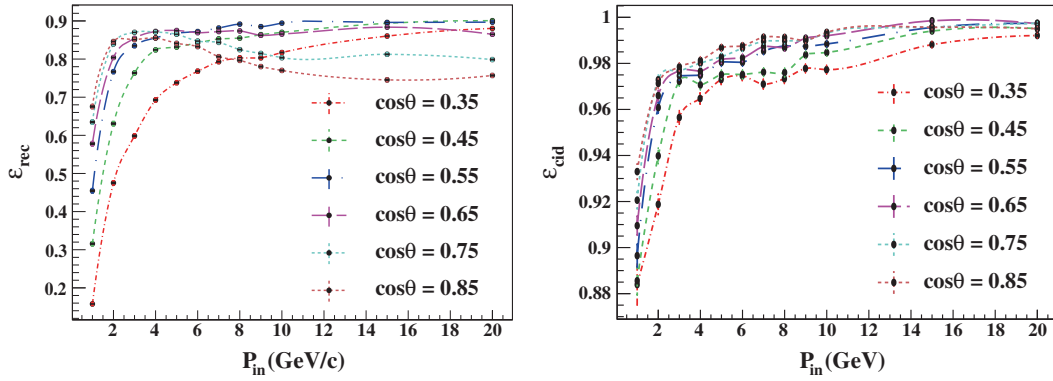 0.9
0.8
0.7
0.6
0.5
0.4
0.3
0.2
ε_rec
cosθ = 0.35
cosθ = 0.45
cosθ = 0.55
cosθ = 0.65
cosθ = 0.75
cosθ = 0.85
2 4 6 8 10 12 14 16 18 20
P_in (GeV/c)
1
0.98
0.96
0.94
0.92
0.9
0.88
ε_cid
cosθ = 0.35
cosθ = 0.45
cosθ = 0.55
cosθ = 0.65
cosθ = 0.75
cosθ = 0.85
2 4 6 8 10 12 14 16 18 20
P_in (GeV)